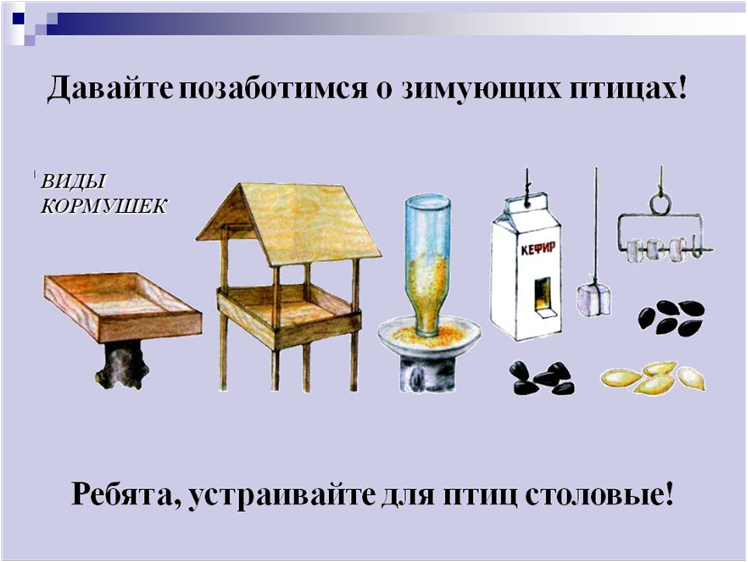 Давайте позаботимся о зимующих птицах!
ВИДЫ
КОРМУШЕК
КЕФИР
Ребята, устраивайте для птиц столовые!